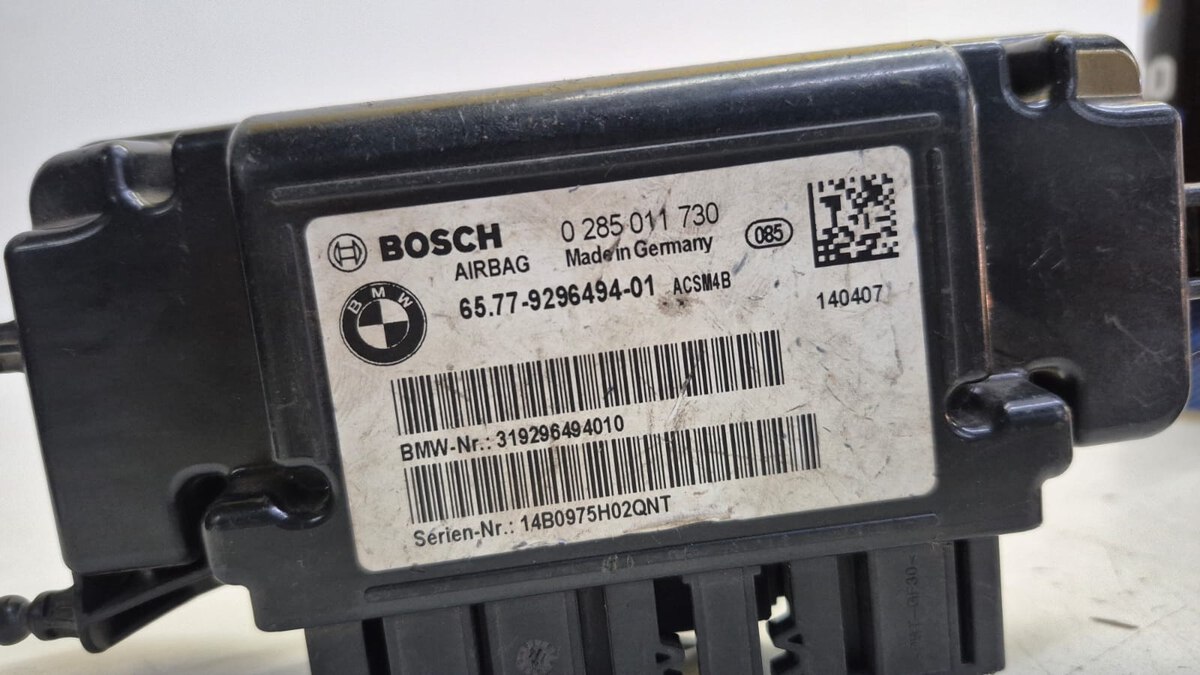 BOSCH 0 285 011 730
AIRBAG Made in Germany 085
BMW 65.77-9296494-01 ACSM4B
140407
BMW-Nr.: 319296494010
Serien-Nr.: 14B0975H02QNT